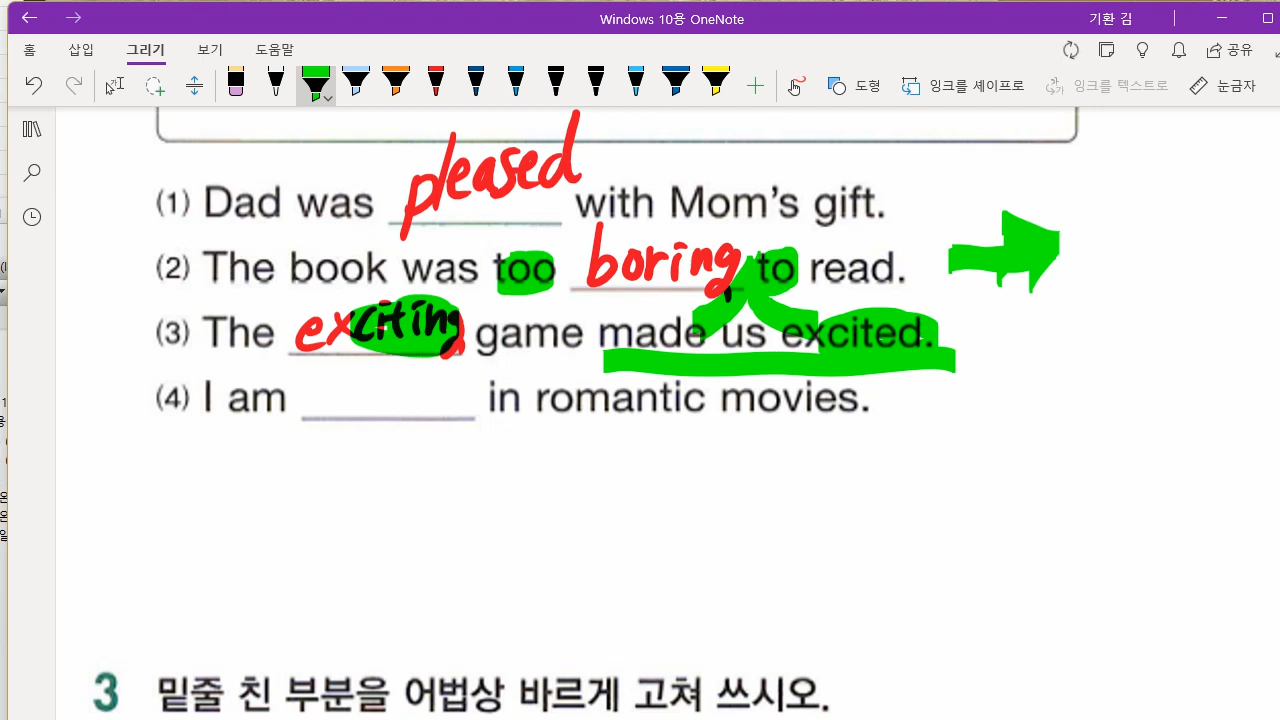 Windows 10용 OneNote
기환 김
홈 삽입 그리기 보기 도움말
공유
도형 잉크를 셰이프로 잉크를 텍스트로 눈금자
(1) Dad was pleased with Mom's gift.
(2) The book was too boring to read.
(3) The exciting game made us excited.
(4) I am ______ in romantic movies.
3 밑줄 친 부분을 어법상 바르게 고쳐 쓰시오.